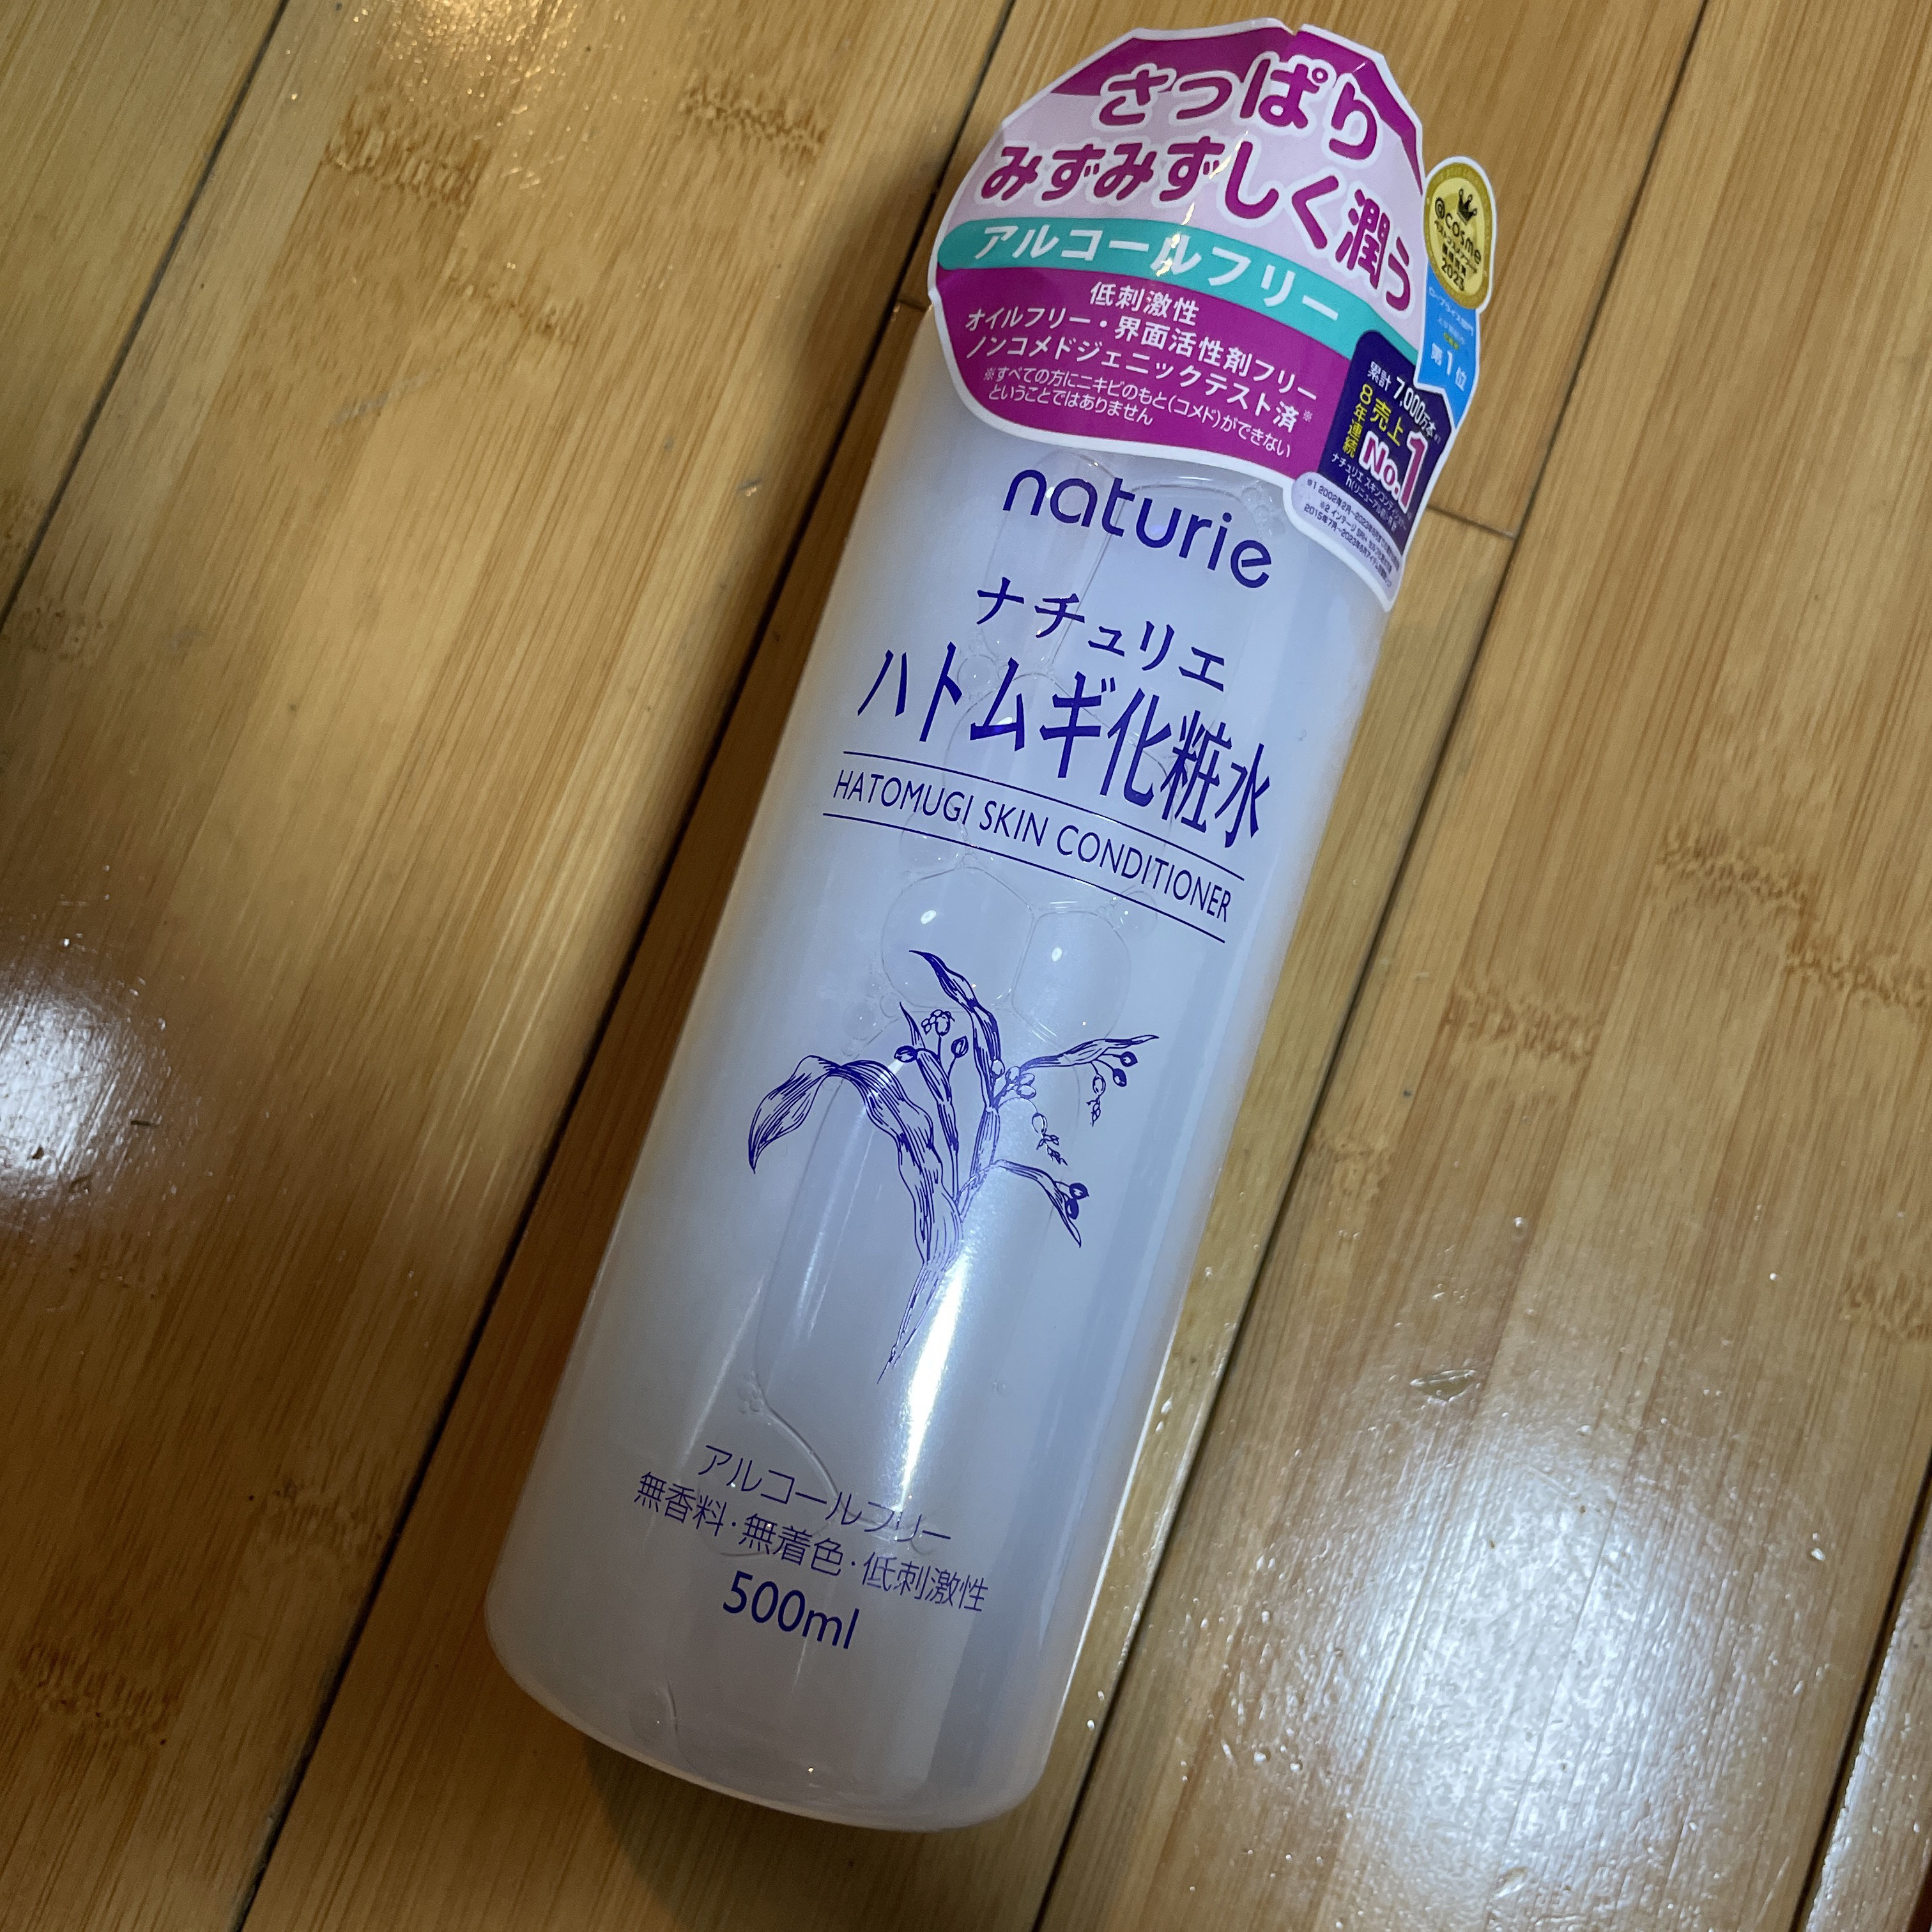 さっぱり
みずみずしく潤う
アルコールフリー
低刺激性
オイルフリー・界面活性剤フリー
ノンコメドジェニックテスト済※
※すべての方にニキビのもと(コメド)ができない
ということではありません
@cosme
2023
第1位
累計7,000万本
8年連続
売上
No.1
naturie
ナチュリエ
ハトムギ化粧水
HATOMUGI SKIN CONDITIONER
アルコールフリー
無香料・無着色・低刺激性
500ml